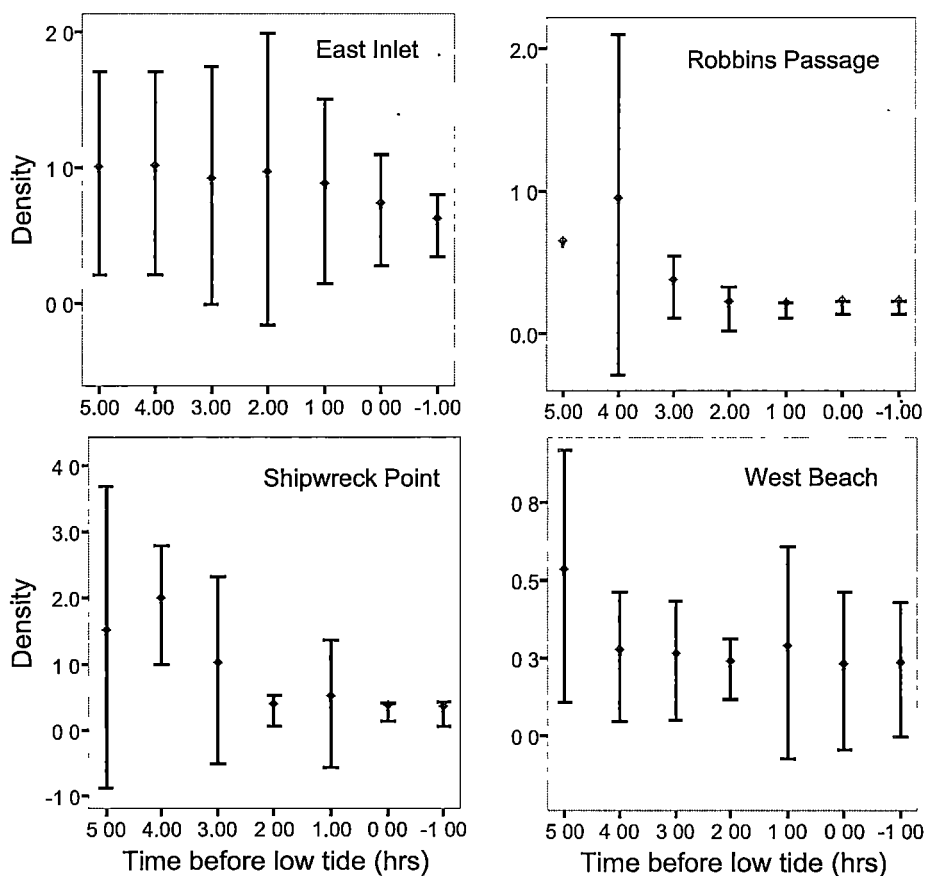 East Inlet
Density
2 0
1 0
0 0
5.00 4.00 3.00 2.00 1 00 0 00 -1.00
Robbins Passage
2.0
1 0
0.0
5.00 4 00 3.00 2.00 1 00 0.00 -1.00
Shipwreck Point
Density
4 0
3.0
2.0
1 0
0 0
-1 0
5 00 4.00 3.00 2 00 1.00 0 00 -1 00
Time before low tide (hrs)
West Beach
0 8
0.5
0.3
0 0
5 00 4 00 3 00 2 00 1 00 0 00 -1 00
Time before low tide (hrs)